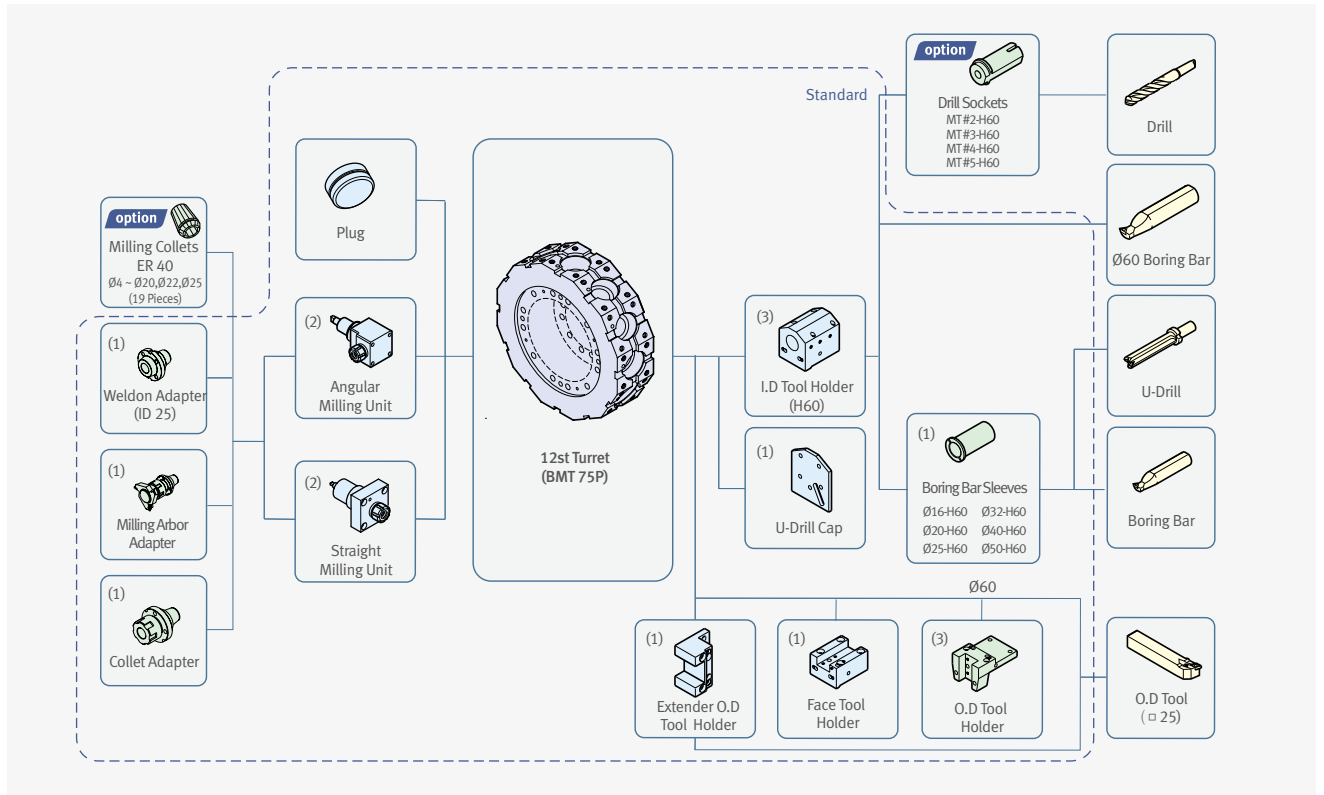 option
Drill Sockets
MT#2-H60
MT#3-H60
MT#4-H60
MT#5-H60
Drill
Standard
Plug
Ø60 Boring Bar
option
Milling Collets
ER 40
Ø4 ~ Ø20,Ø22,Ø25
(19 Pieces)
(1)
Weldon Adapter
(ID 25)
(1)
Milling Arbor
Adapter
(1)
Collet Adapter
(2)
Angular
Milling Unit
(2)
Straight
Milling Unit
12st Turret
(BMT 75P)
(3)
I.D Tool Holder
(H60)
(1)
U-Drill Cap
U-Drill
(1)
Boring Bar Sleeves
Ø16-H60 Ø32-H60
Ø20-H60 Ø40-H60
Ø25-H60 Ø50-H60
Boring Bar
Ø60
(1)
Extender O.D
Tool Holder
(1)
Face Tool
Holder
(3)
O.D Tool
Holder
O.D Tool
(□ 25)